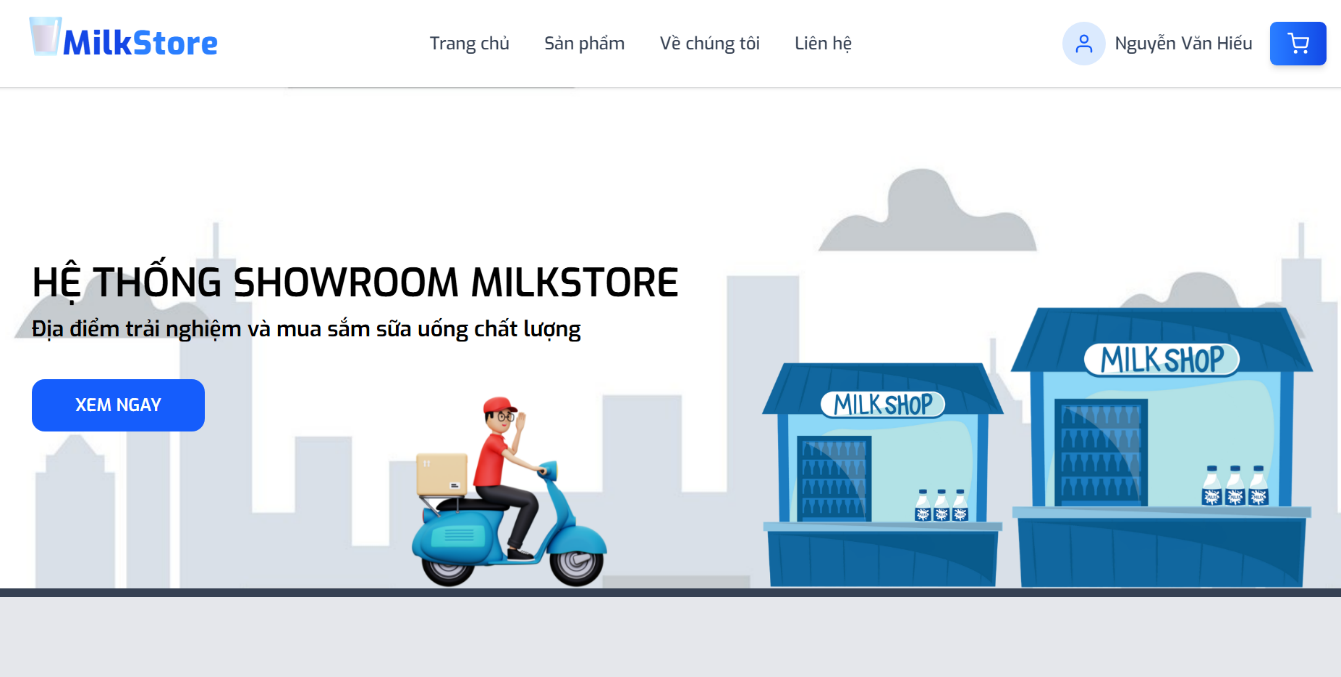 MilkStore
Trang chủ Sản phẩm Về chúng tôi Liên hệ
Nguyễn Văn Hiếu
HỆ THỐNG SHOWROOM MILKSTORE
Địa điểm trải nghiệm và mua sắm sữa uống chất lượng
XEM NGAY
MILK SHOP
MILK SHOP